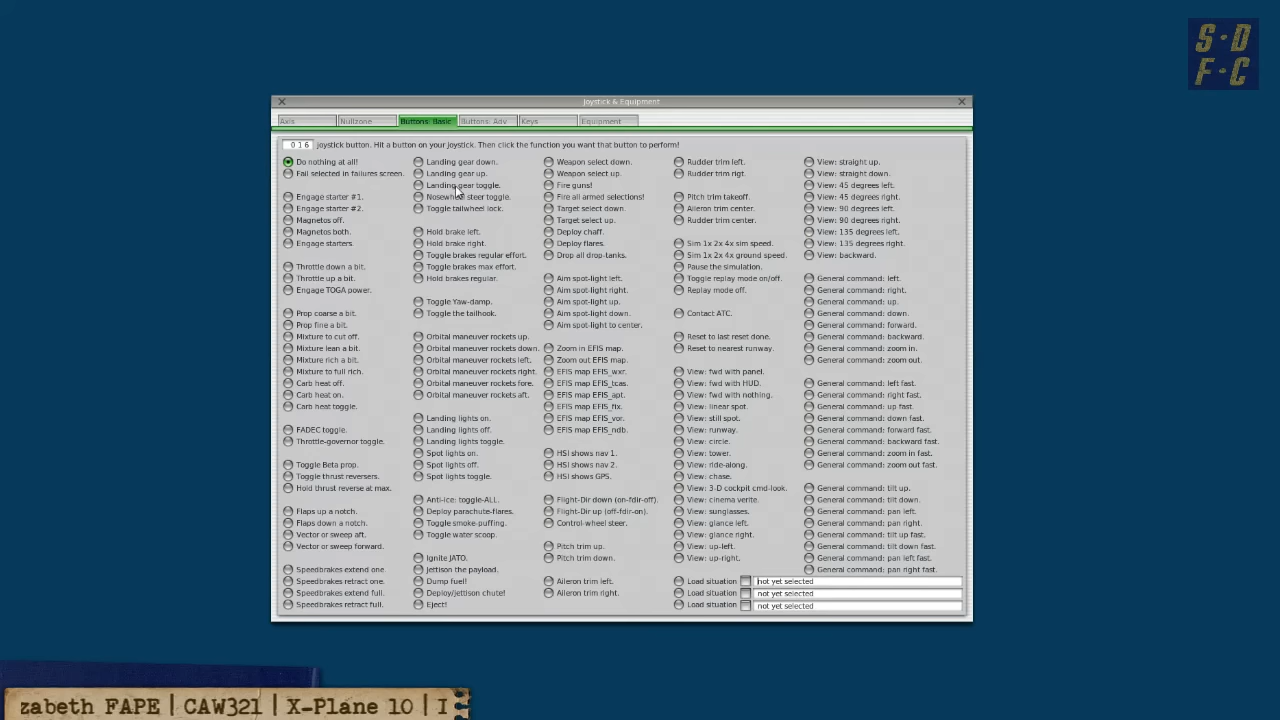 S·D
F·C
Joystick & Equipment
Axis
Nullzone
Buttons: Basic
Buttons: Adv
Keys
Equipment
016 joystick button. Hit a button on your joystick. Then click the function you want that button to perform!
Do nothing at all!
Fail selected in failures screen.
Engage starter #1.
Engage starter #2.
Magnetos off.
Magnetos both.
Engage starters.
Throttle down a bit.
Throttle up a bit.
Engage TOGA power.
Prop coarse a bit.
Prop fine a bit.
Mixture to cut off.
Mixture lean a bit.
Mixture rich a bit.
Mixture to full rich.
Carb heat off.
Carb heat on.
Carb heat toggle.
FADEC toggle.
Throttle-governor toggle.
Toggle Beta prop.
Toggle thrust reversers.
Hold thrust reverse at max.
Flaps up a notch.
Flaps down a notch.
Vector or sweep aft.
Vector or sweep forward.
Speedbrakes extend one.
Speedbrakes retract one.
Speedbrakes extend full.
Speedbrakes retract full.
Landing gear down.
Landing gear up.
Landing gear toggle.
Nosewheel steer toggle.
Toggle tailwheel lock.
Hold brake left.
Hold brake right.
Toggle brakes regular effort.
Toggle brakes max effort.
Hold brakes regular.
Toggle Yaw-damp.
Toggle the tailhook.
Orbital maneuver rockets up.
Orbital maneuver rockets down.
Orbital maneuver rockets left.
Orbital maneuver rockets right.
Orbital maneuver rockets fore.
Orbital maneuver rockets aft.
Landing lights on.
Landing lights off.
Landing lights toggle.
Spot lights on.
Spot lights off.
Spot lights toggle.
Anti-ice: toggle-ALL.
Deploy parachute-flares.
Toggle smoke-puffing.
Toggle water scoop.
Ignite JATO.
Jettison the payload.
Dump fuel!
Deploy/jettison chute!
Eject!
Weapon select down.
Weapon select up.
Fire guns!
Fire all armed selections!
Target select down.
Target select up.
Deploy chaff.
Deploy flares.
Drop all drop-tanks.
Aim spot-light left.
Aim spot-light right.
Aim spot-light up.
Aim spot-light down.
Aim spot-light to center.
Zoom in EFIS map.
Zoom out EFIS map.
EFIS map EFIS_wxr.
EFIS map EFIS_tcas.
EFIS map EFIS_apt.
EFIS map EFIS_fix.
EFIS map EFIS_vor.
EFIS map EFIS_ndb.
HSI shows nav 1.
HSI shows nav 2.
HSI shows GPS.
Flight-Dir down (on-fdir-off).
Flight-Dir up (off-fdir-on).
Control-wheel steer.
Pitch trim up.
Pitch trim down.
Aileron trim left.
Aileron trim right.
Rudder trim left.
Rudder trim rigt.
Pitch trim takeoff.
Aileron trim center.
Rudder trim center.
Sim 1x 2x 4x sim speed.
Sim 1x 2x 4x ground speed.
Pause the simulation.
Toggle replay mode on/off.
Replay mode off.
Contact ATC.
Reset to last reset done.
Reset to nearest runway.
View: fwd with panel.
View: fwd with HUD.
View: fwd with nothing.
View: linear spot.
View: still spot.
View: runway.
View: circle.
View: tower.
View: ride-along.
View: chase.
View: 3-D cockpit cmd-look.
View: cinema verite.
View: sunglasses.
View: glance left.
View: glance right.
View: up-left.
View: up-right.
Load situation not yet selected
Load situation not yet selected
Load situation not yet selected
View: straight up.
View: straight down.
View: 45 degrees left.
View: 45 degrees right.
View: 90 degrees left.
View: 90 degrees right.
View: 135 degrees left.
View: 135 degrees right.
View: backward.
General command: left.
General command: right.
General command: up.
General command: down.
General command: forward.
General command: backward.
General command: zoom in.
General command: zoom out.
General command: left fast.
General command: right fast.
General command: up fast.
General command: down fast.
General command: forward fast.
General command: backward fast.
General command: zoom in fast.
General command: zoom out fast.
General command: tilt up.
General command: tilt down.
General command: pan left.
General command: pan right.
General command: tilt up fast.
General command: tilt down fast.
General command: pan left fast.
General command: pan right fast.
zabeth FAPE | CAW321 | X-Plane 10 | I